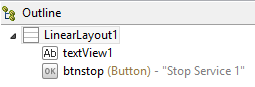 Outline
LinearLayout1
Ab textView1
OK btnstop (Button) - "Stop Service 1"